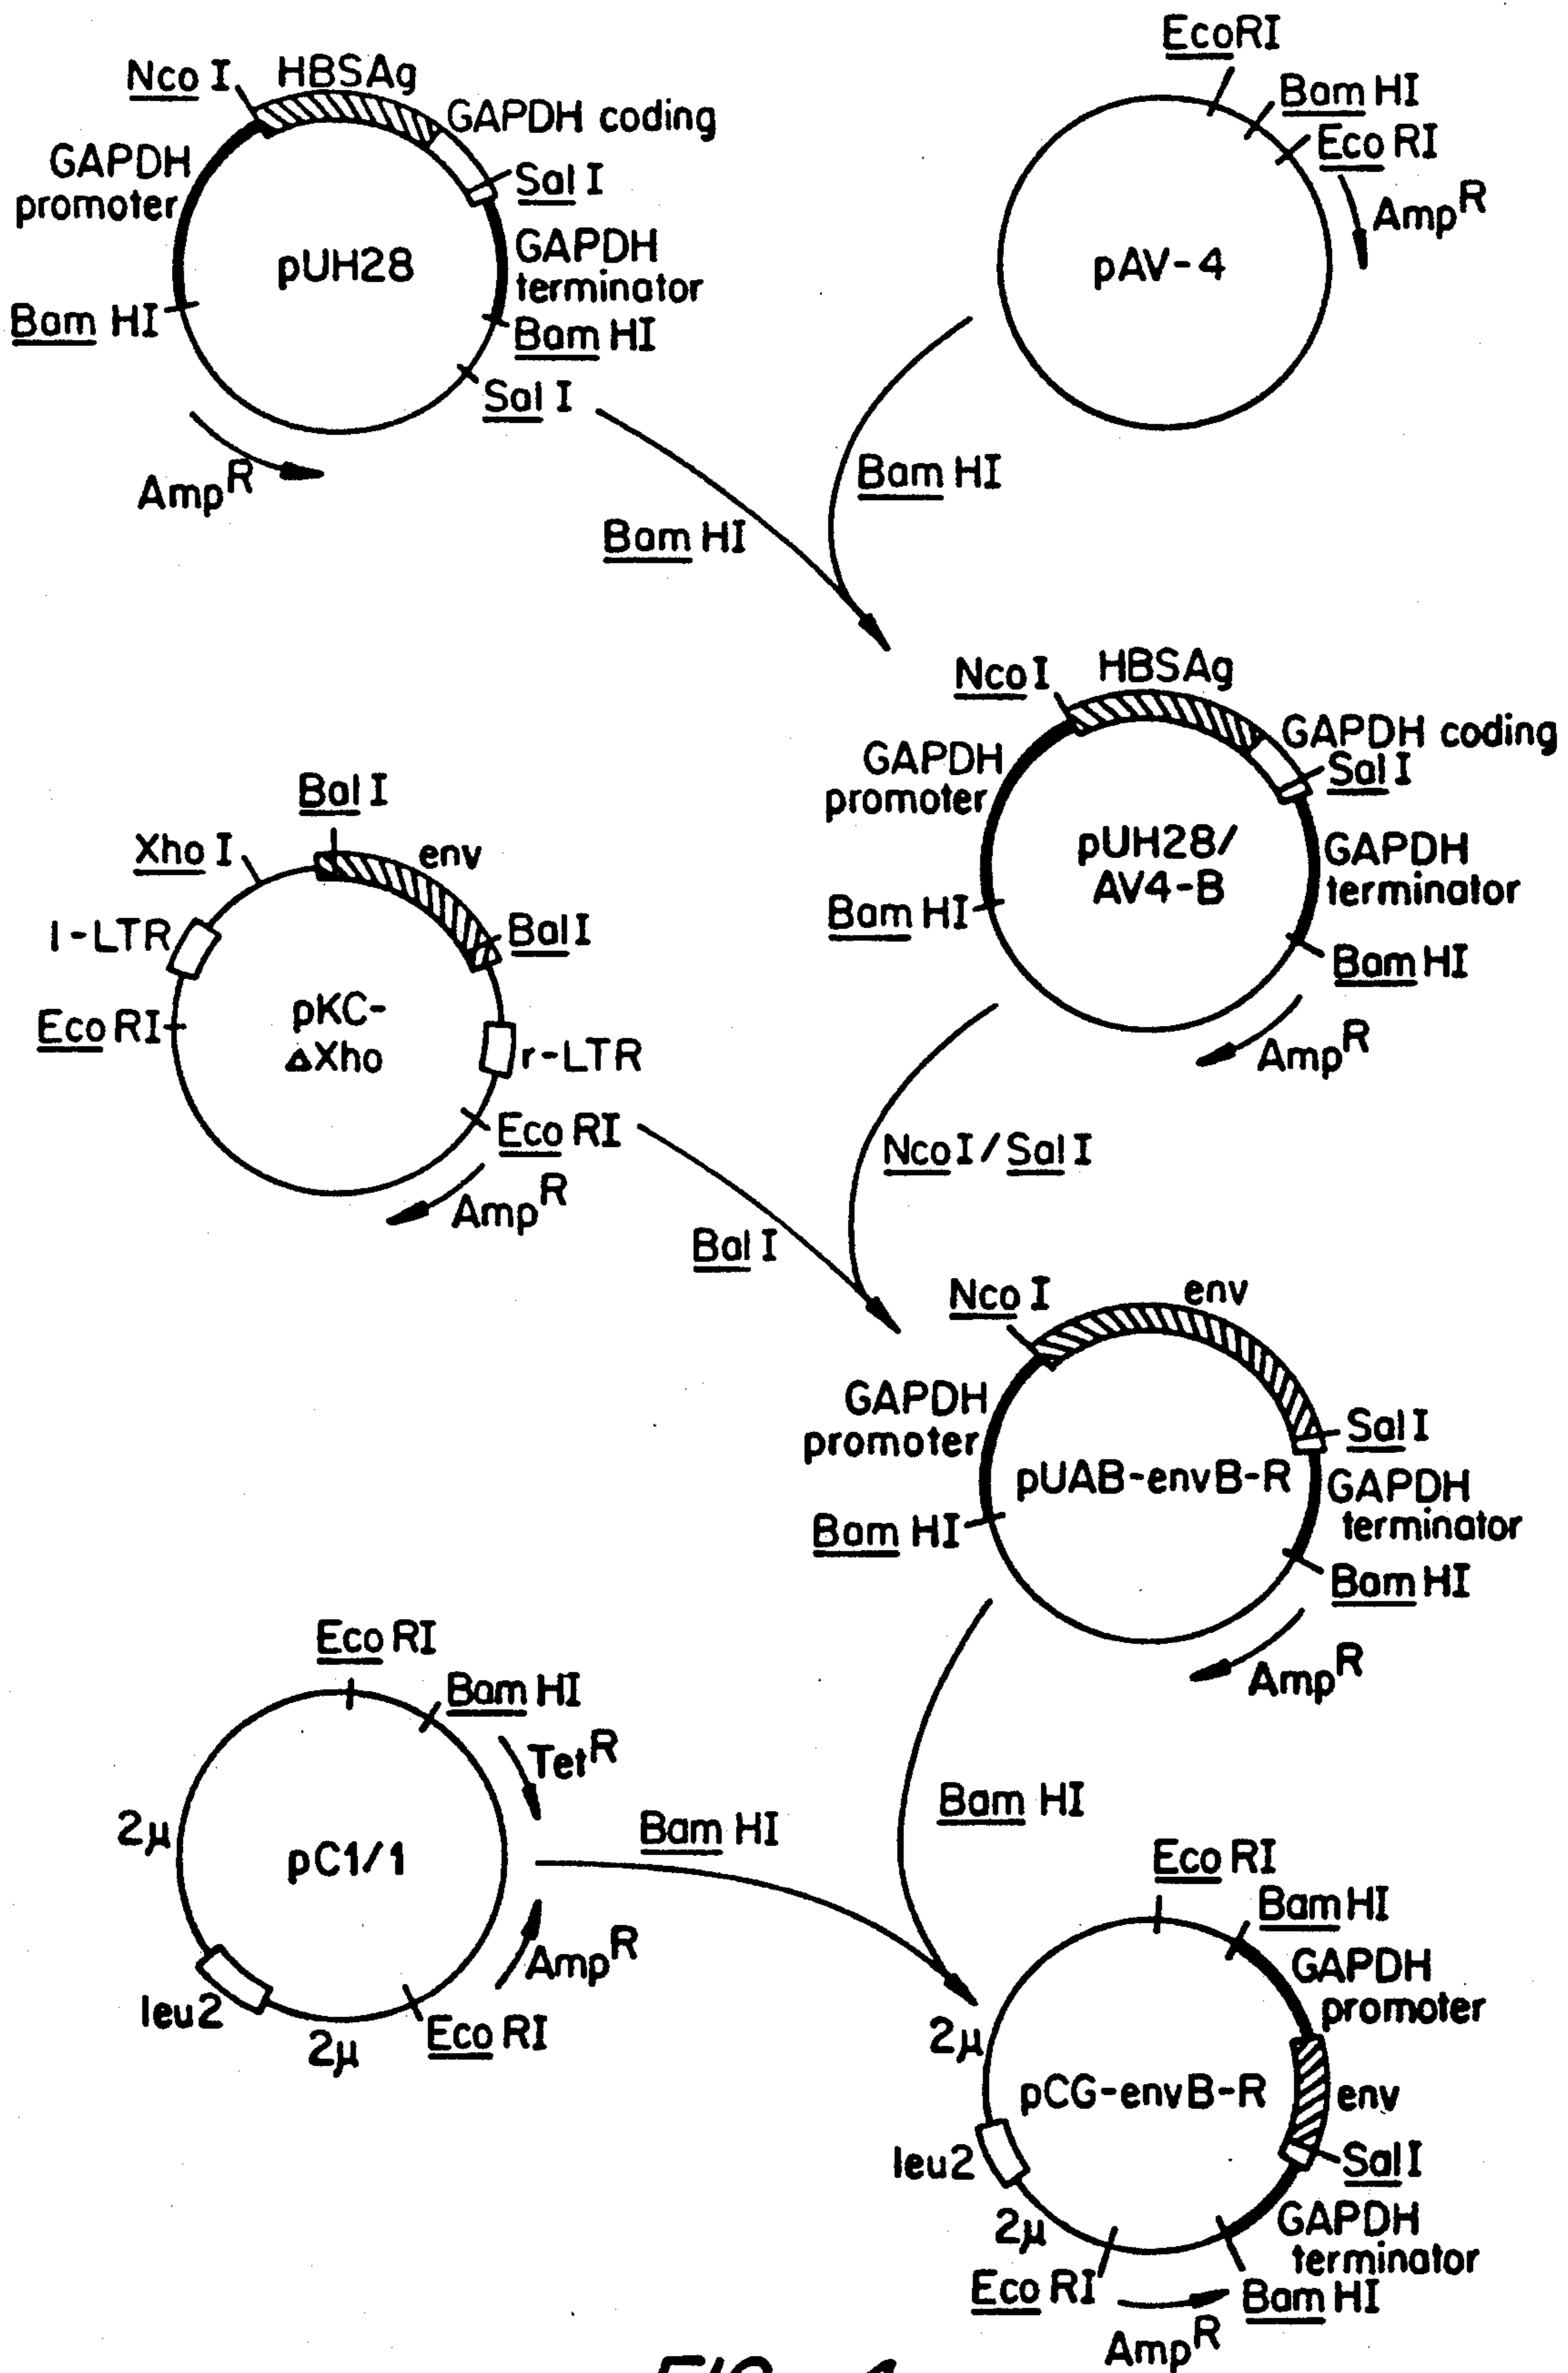 Nco I
HBSAg
GAPDH coding
GAPDH
promoter
Sal I
pUH28
GAPDH
terminator
Bam HI
Bam HI
Sal I
Amp R
EcoRI
Bam HI
Eco RI
Amp R
pAV-4
Bam HI
Bam HI
Nco I
HBSAg
GAPDH coding
Sal I
GAPDH
promoter
pUH28/
AV4-B
GAPDH
terminator
Bam HI
Bam HI
Amp R
Bal I
Xho I
env
l-LTR
Bal I
pKC-
ΔXho
Eco RI
r-LTR
Eco RI
Amp R
NcoI/Sal I
Bal I
Nco I
env
GAPDH
promoter
Sal I
pUAB-envB-R
GAPDH
terminator
Bam HI
Bam HI
Amp R
Eco RI
Bam HI
Tet R
2μ
pC1/1
Amp R
leu2
2μ
Eco RI
Bam HI
Bam HI
Eco RI
Bam HI
GAPDH
promoter
2μ
pCG-envB-R
env
leu2
Sal I
2μ
GAPDH
terminator
Eco RI
Bam HI
Amp R